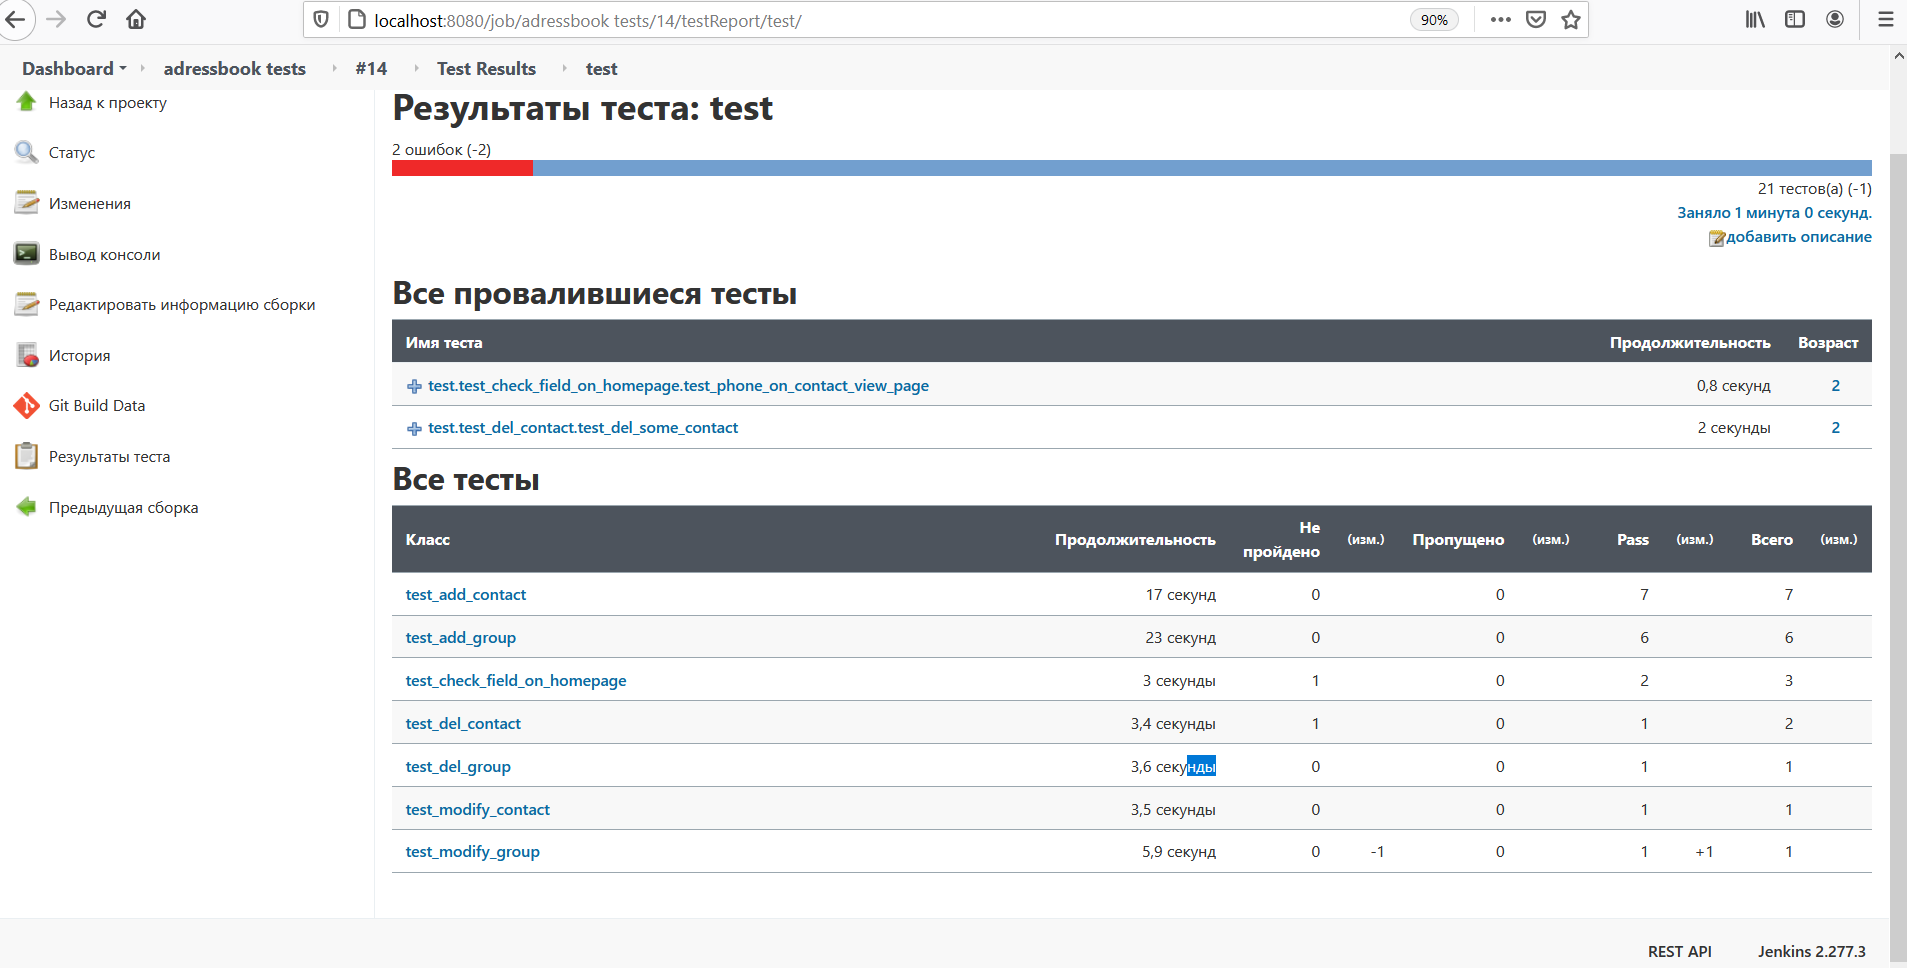 localhost:8080/job/adressbook tests/14/testReport/test/ 90%
Dashboard adressbook tests #14 Test Results test
Назад к проекту
Статус
Изменения
Вывод консоли
Редактировать информацию сборки
История
Git Build Data
Результаты теста
Предыдущая сборка
Результаты теста: test
2 ошибок (-2)
21 тестов(а) (-1)
Заняло 1 минута 0 секунд.
добавить описание
Все провалившиеся тесты
Имя теста Продолжительность Возраст
test.test_check_field_on_homepage.test_phone_on_contact_view_page 0,8 секунд 2
test.test_del_contact.test_del_some_contact 2 секунды 2
Все тесты
Класс Продолжительность Не пройдено (изм.) Пропущено (изм.) Pass (изм.) Всего (изм.)
test_add_contact 17 секунд 0 0 7 7
test_add_group 23 секунд 0 0 6 6
test_check_field_on_homepage 3 секунды 1 0 2 3
test_del_contact 3,4 секунды 1 0 1 2
test_del_group 3,6 секунды 0 0 1 1
test_modify_contact 3,5 секунды 0 0 1 1
test_modify_group 5,9 секунд 0 -1 0 1 +1 1
REST API Jenkins 2.277.3